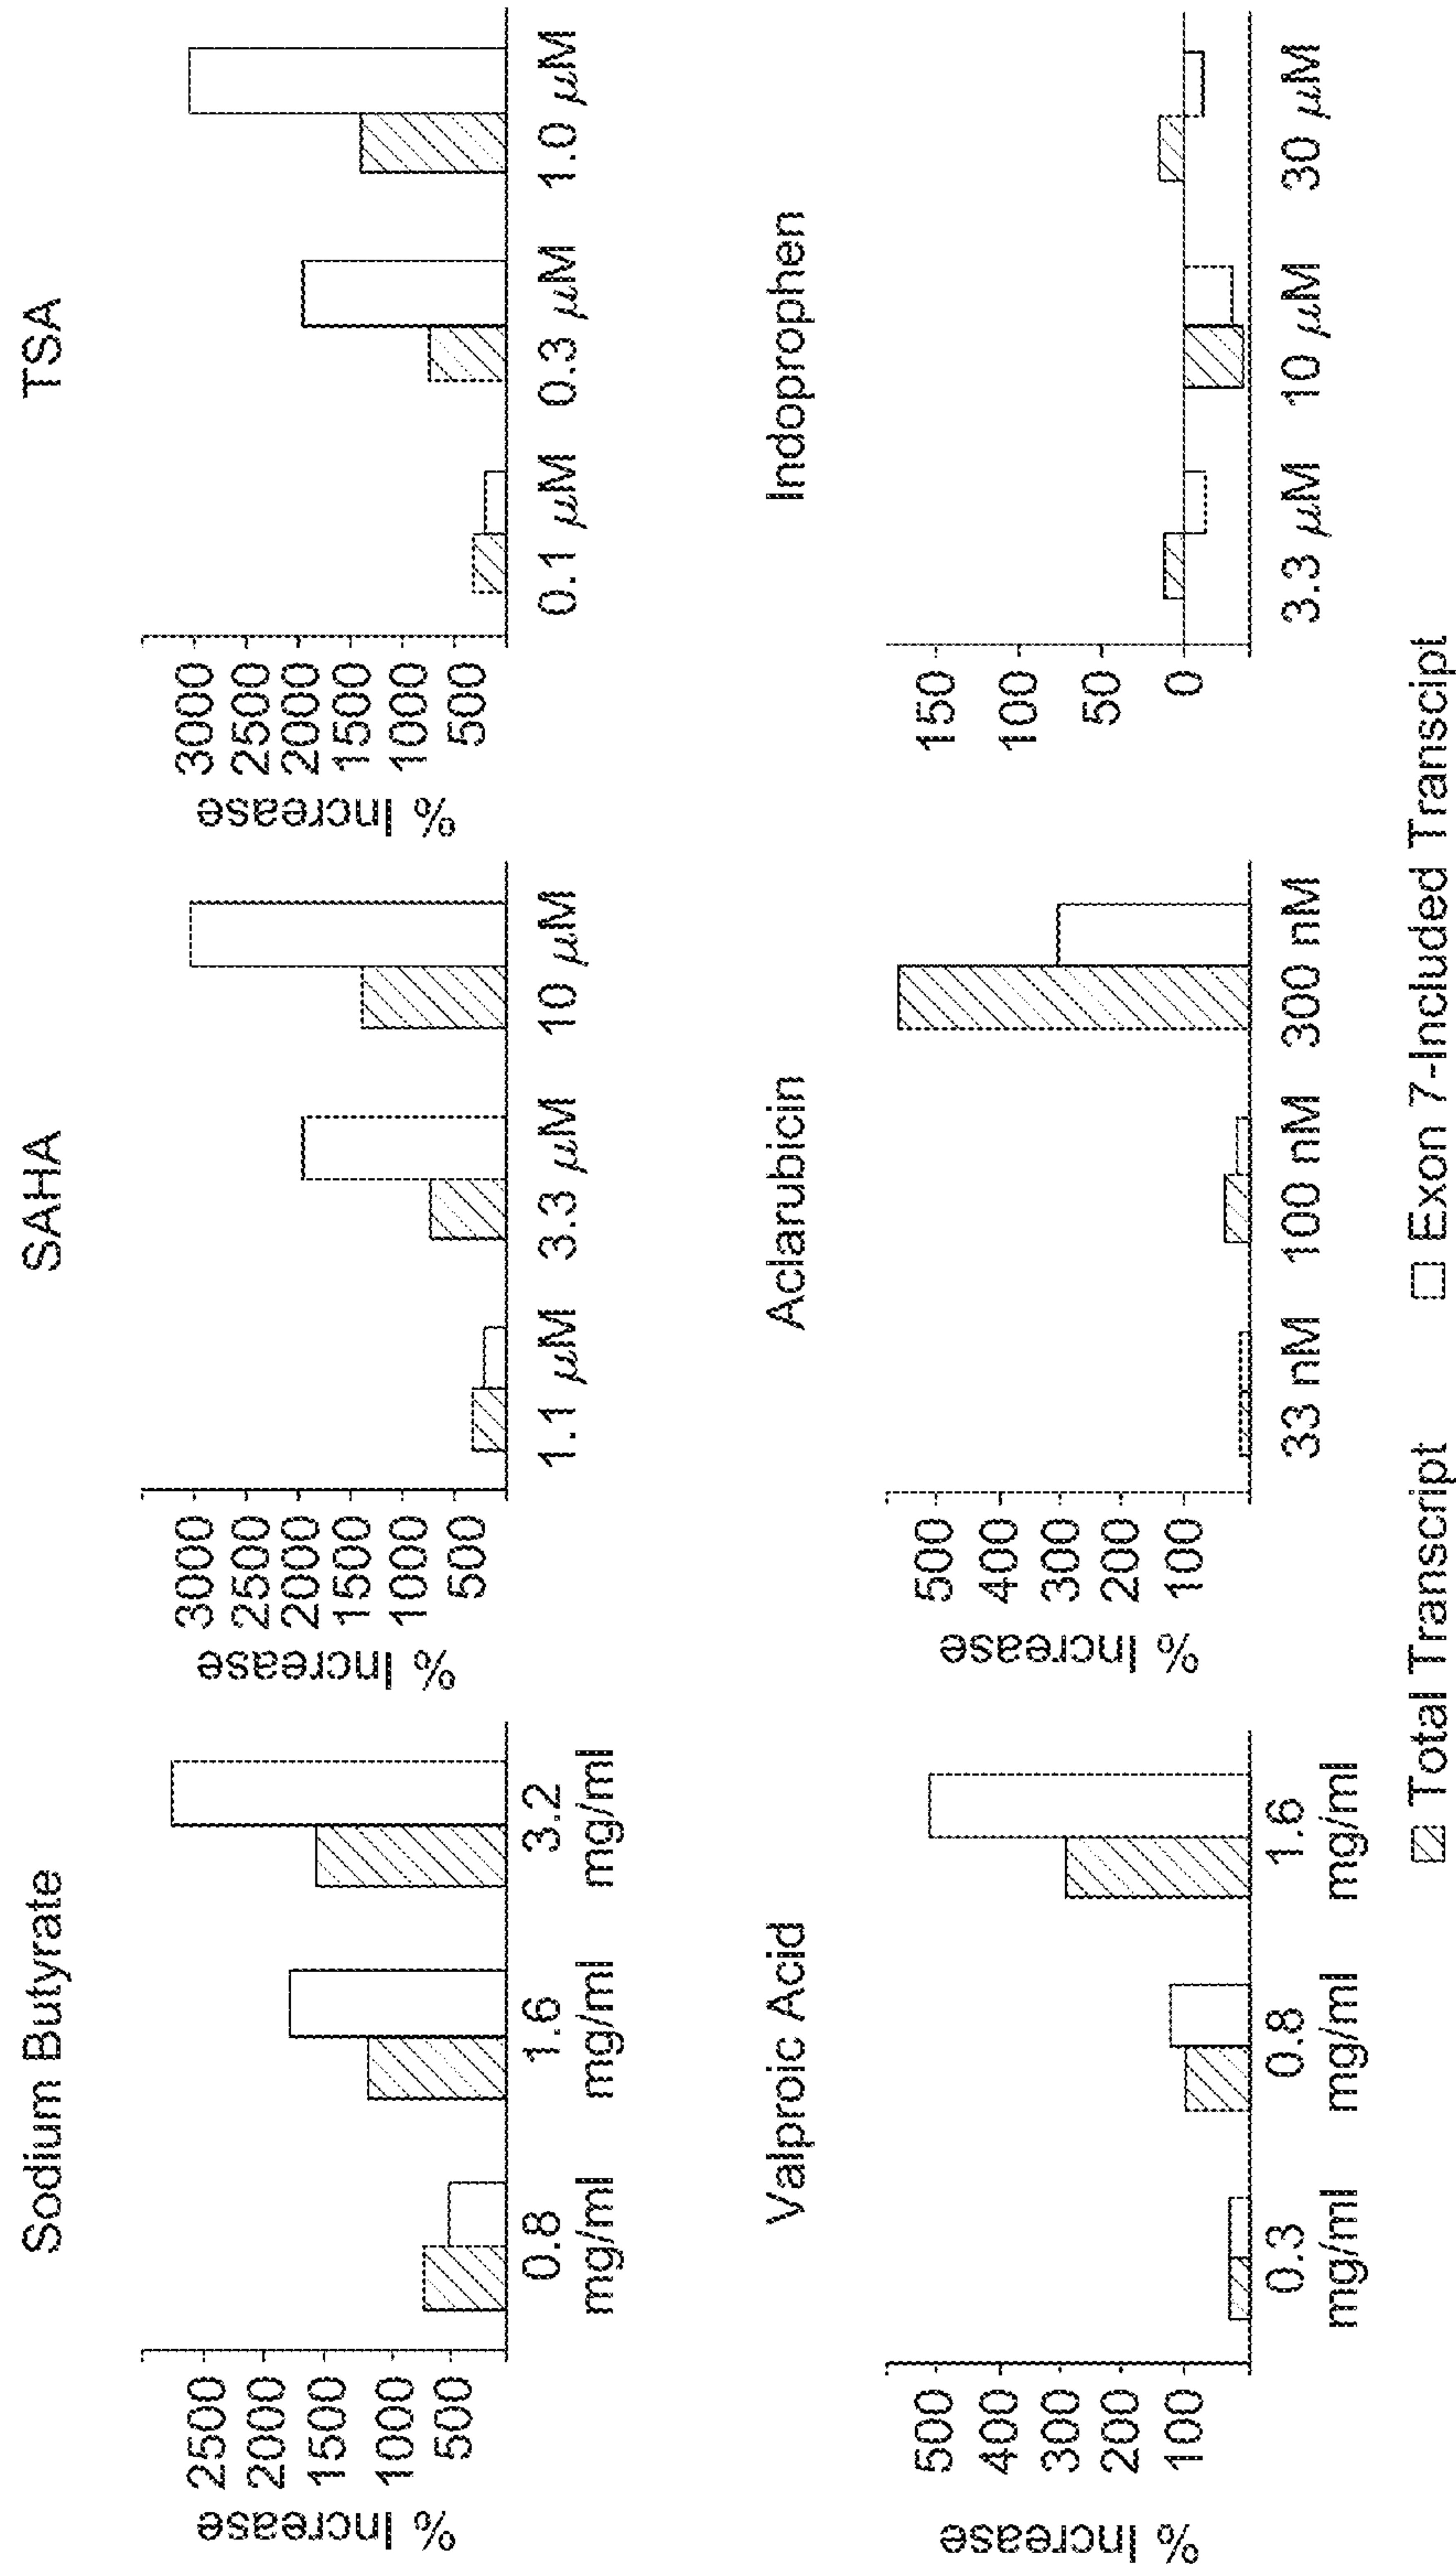 Sodium Butyrate
% Increase
2500
2000
1500
1000
500
0.8 mg/ml
1.6 mg/ml
3.2 mg/ml
SAHA
% Increase
3000
2500
2000
1500
1000
500
1.1 μM
3.3 μM
10 μM
TSA
% Increase
3000
2500
2000
1500
1000
500
0.1 μM
0.3 μM
1.0 μM
Valproic Acid
% Increase
500
400
300
200
100
0.3 mg/ml
0.8 mg/ml
1.6 mg/ml
Aclarubicin
% Increase
500
400
300
200
100
33 nM
100 nM
300 nM
Indoprophen
150
100
50
0
3.3 μM
10 μM
30 μM
Total Transcript
Exon 7-Included Transcipt